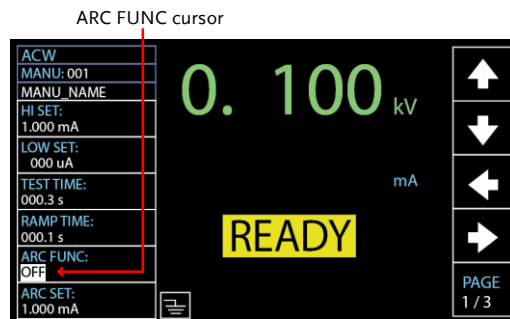 ARC FUNC cursor
ACW
MANU: 001
MANU_NAME
HI SET:
1.000 mA
LOW SET:
000 uA
TEST TIME:
000.3 s
RAMP TIME:
000.1 s
ARC FUNC:
OFF
ARC SET:
1.000 mA
0. 100 kV
mA
READY
PAGE
1 / 3